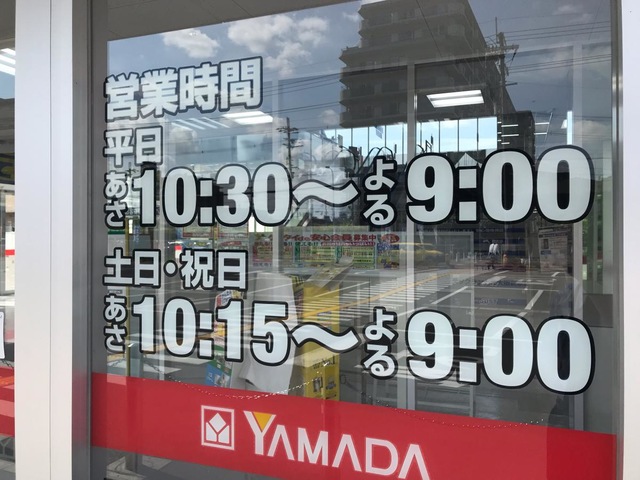 営業時間
平日
あさ10:30〜よる9:00
土日・祝日
あさ10:15〜よる9:00
YAMADA